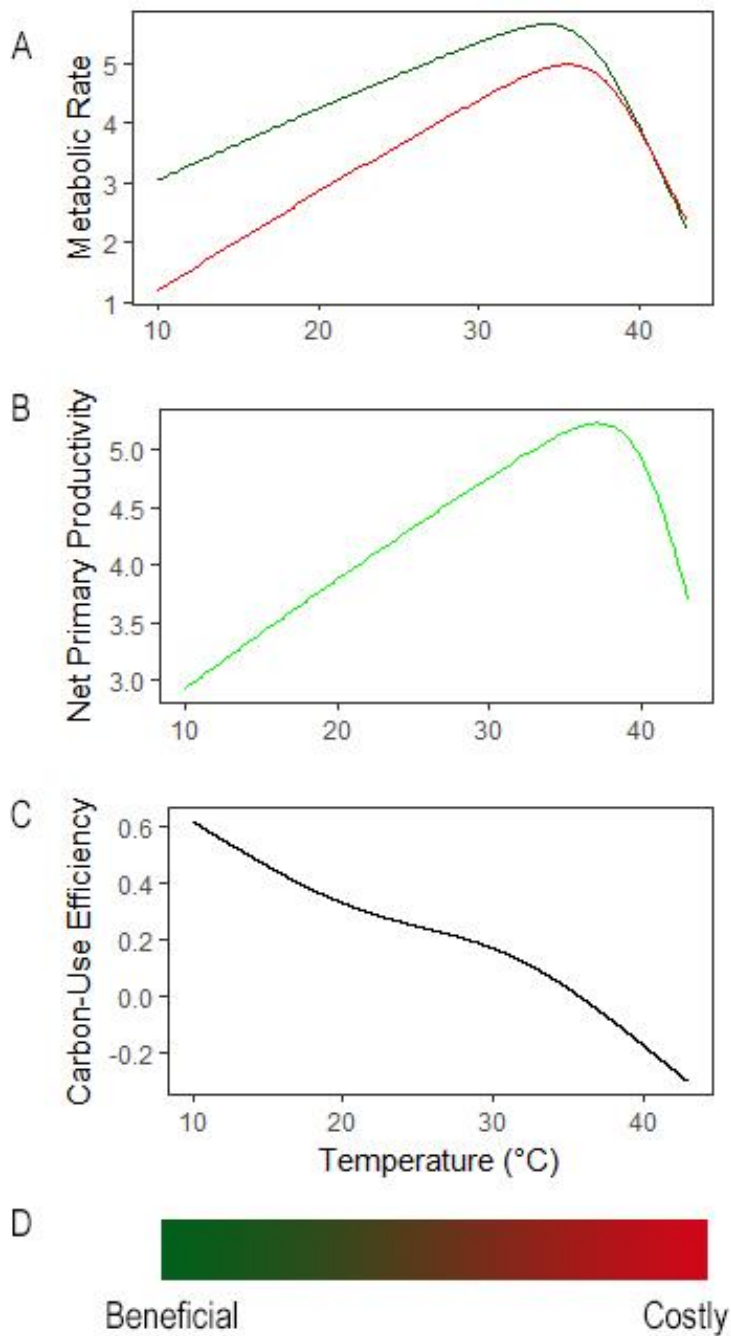 A
Metabolic Rate
5
4
3
2
1
10 20 30 40
B
Net Primary Productivity
5.0
4.5
4.0
3.5
3.0
10 20 30 40
C
Carbon-Use Efficiency
0.6
0.4
0.2
0.0
-0.2
10 20 30 40
Temperature (°C)
D
Beneficial Costly